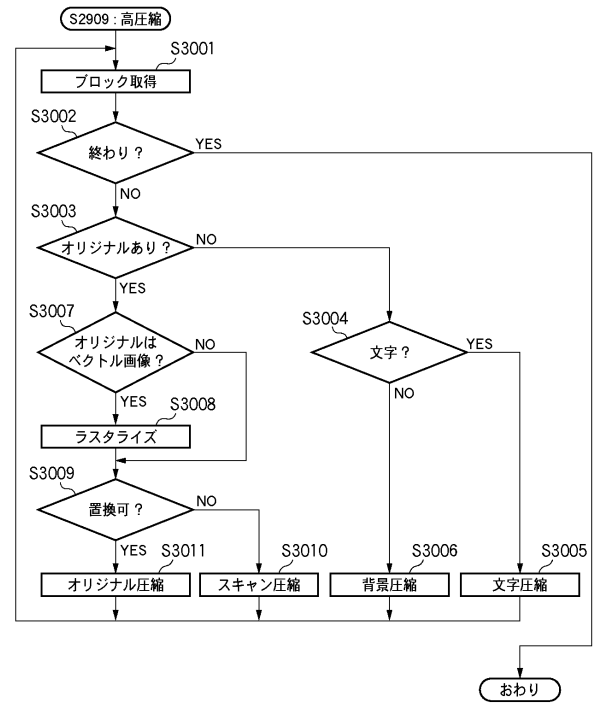 S2909：高圧縮
S3001
ブロック取得
S3002
終わり？
YES
NO
S3003
オリジナルあり？
NO
YES
S3007
オリジナルは
ベクトル画像？
NO
YES
S3004
文字？
YES
NO
S3008
ラスタライズ
S3009
置換可？
NO
YES
S3011
オリジナル圧縮
S3010
スキャン圧縮
S3006
背景圧縮
S3005
文字圧縮
おわり